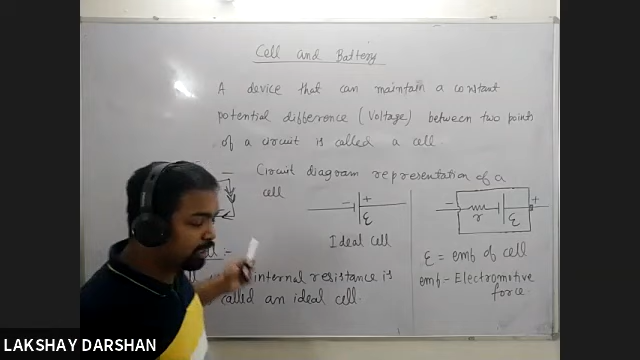 Cell and Battery
A device that can maintain a constant
potential difference (Voltage) between two points
of a circuit is called a cell.
Circuit diagram representation of a
cell
- +
ε
Ideal cell
- +
r ε
ε = emf of cell
emf - Electromotive
force.
:-
internal resistance is
called an ideal cell.
LAKSHAY DARSHAN